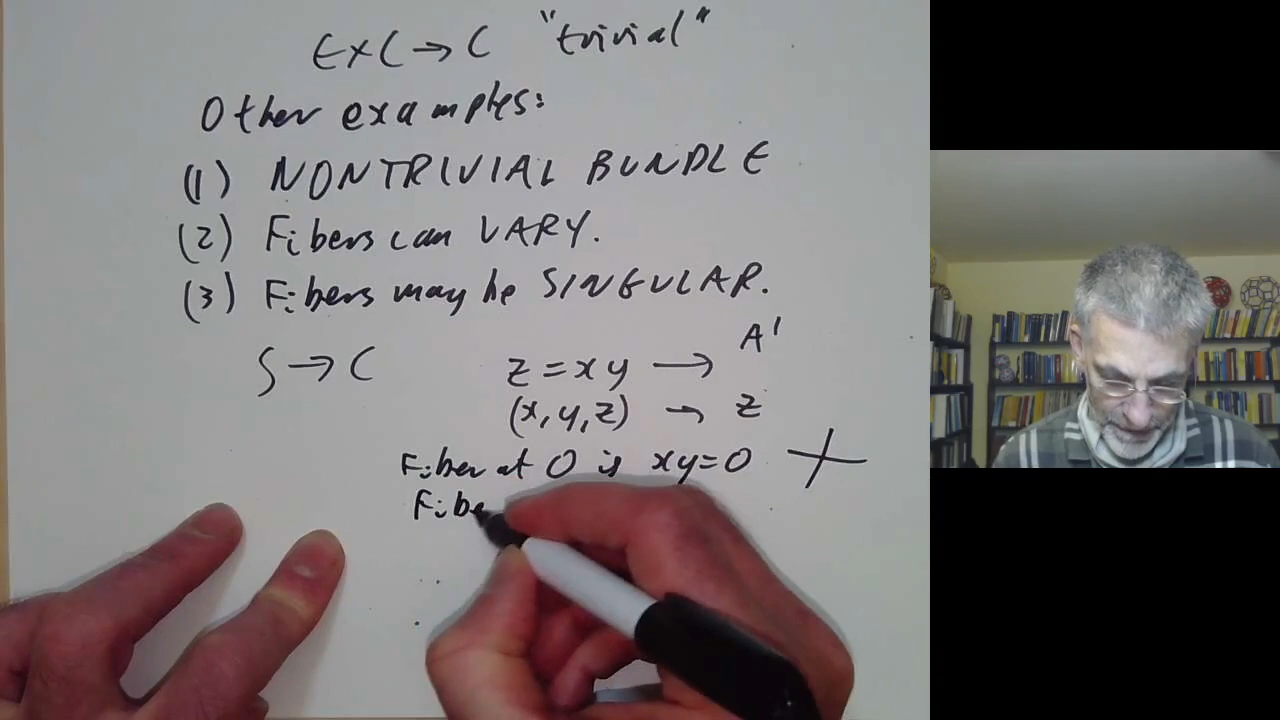 E×C → C "trivial"
Other examples:
(1) NONTRIVIAL BUNDLE
(2) Fibers can VARY.
(3) Fibers may be SINGULAR.
S → C
z = xy → A¹
(x, y, z) → z
Fiber at 0 is xy=0
Fibe